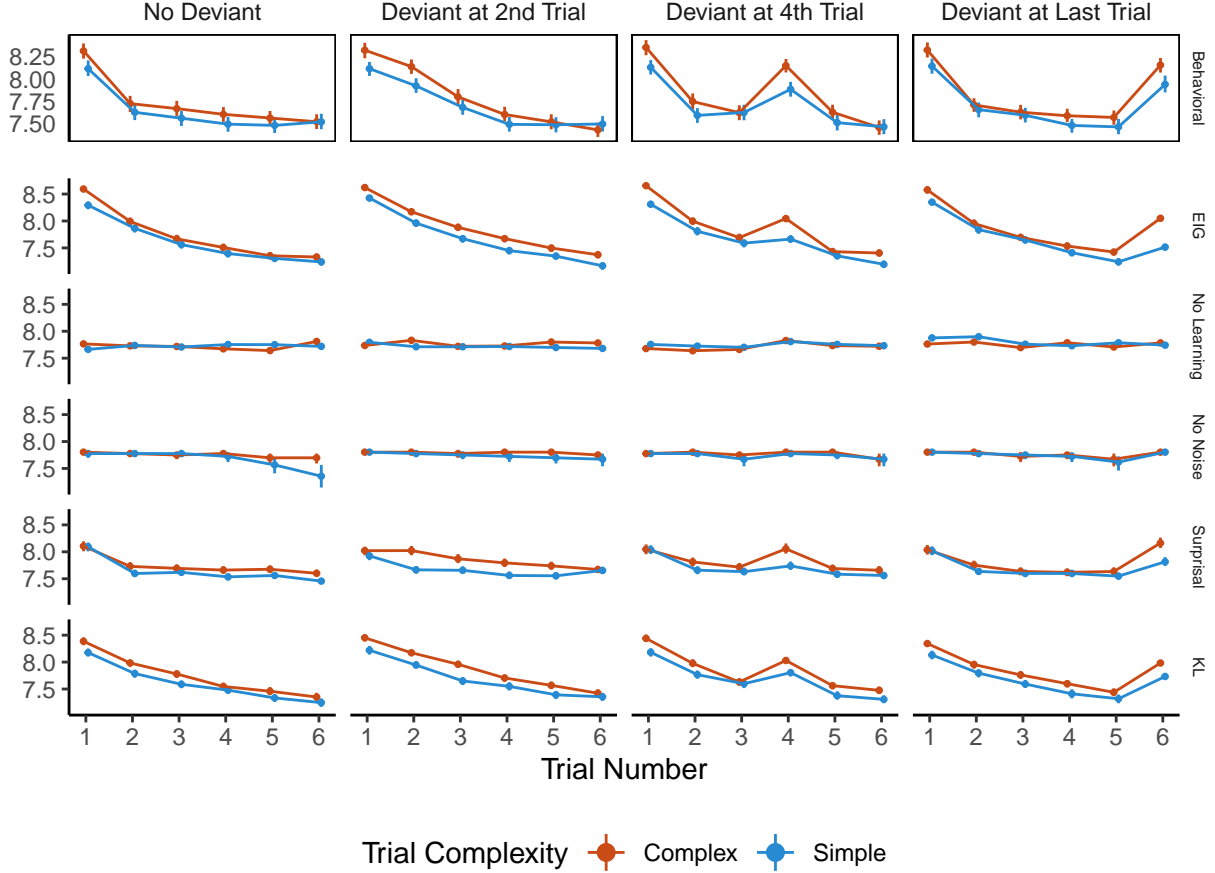 No Deviant Deviant at 2nd Trial Deviant at 4th Trial Deviant at Last Trial
8.25
8.00
7.75
7.50
Behavioral
8.5
8.0
7.5
EIG
8.5
8.0
7.5
No Learning
8.5
8.0
7.5
No Noise
8.5
8.0
7.5
Surprisal
8.5
8.0
7.5
KL
1 2 3 4 5 6 1 2 3 4 5 6 1 2 3 4 5 6 1 2 3 4 5 6
Trial Number
Trial Complexity Complex Simple